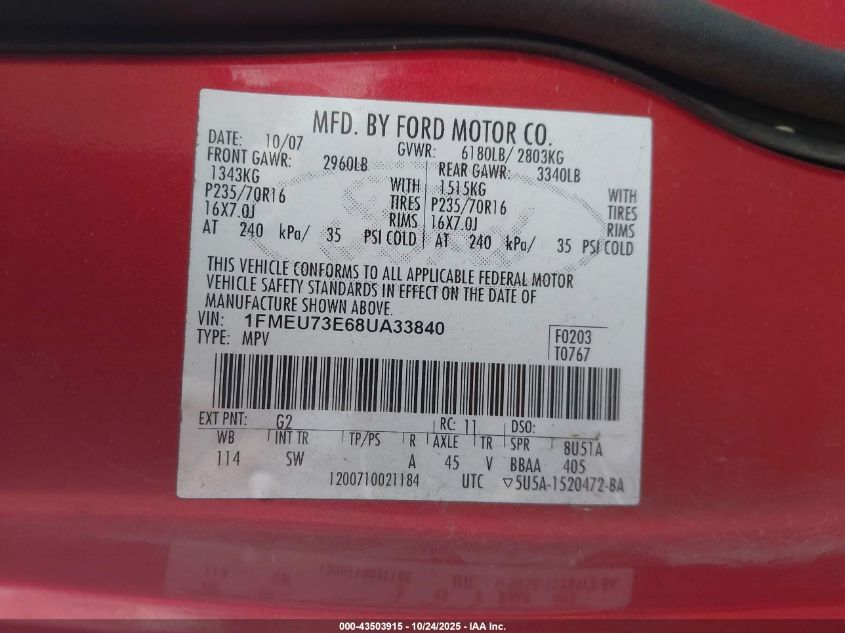 MFD. BY FORD MOTOR CO.
DATE: 10/07 GVWR: 6180LB/ 2803KG
FRONT GAWR: 2960LB REAR GAWR: 3340LB
1343KG WITH 1515KG WITH
P235/70R16 TIRES P235/70R16 TIRES
16X7.0J RIMS 16X7.0J RIMS
AT 240 kPa/ 35 PSI COLD AT 240 kPa/ 35 PSI COLD
THIS VEHICLE CONFORMS TO ALL APPLICABLE FEDERAL MOTOR
VEHICLE SAFETY STANDARDS IN EFFECT ON THE DATE OF
MANUFACTURE SHOWN ABOVE.
VIN: 1FMEU73E68UA33840 F0203
TYPE: MPV T0767
EXT PNT: G2 RC: 11 DSO:
WB INT TR TP/PS R AXLE TR SPR 8U51A
114 SW A 45 V BBAA 405
1200710021184 UTC ▽5U5A-1520472-BA
000-43503915 - 10/24/2025 - IAA Inc.